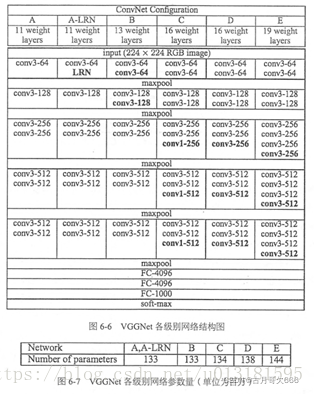 ConvNet Configuration
A A-LRN B C D E
11 weight 11 weight 13 weight 16 weight 16 weight 19 weight
layers layers layers layers layers layers
input (224 × 224 RGB image)
conv3-64 conv3-64 conv3-64 conv3-64 conv3-64 conv3-64
LRN conv3-64 conv3-64 conv3-64 conv3-64
maxpool
conv3-128 conv3-128 conv3-128 conv3-128 conv3-128 conv3-128
conv3-128 conv3-128 conv3-128 conv3-128
maxpool
conv3-256 conv3-256 conv3-256 conv3-256 conv3-256 conv3-256
conv3-256 conv3-256 conv3-256 conv3-256 conv3-256 conv3-256
conv1-256 conv3-256 conv3-256
conv3-256
maxpool
conv3-512 conv3-512 conv3-512 conv3-512 conv3-512 conv3-512
conv3-512 conv3-512 conv3-512 conv3-512 conv3-512 conv3-512
conv1-512 conv3-512 conv3-512
conv3-512
maxpool
conv3-512 conv3-512 conv3-512 conv3-512 conv3-512 conv3-512
conv3-512 conv3-512 conv3-512 conv3-512 conv3-512 conv3-512
conv1-512 conv3-512 conv3-512
conv3-512
maxpool
FC-4096
FC-4096
FC-1000
soft-max
图 6-6 VGGNet 各级别网络结构图
Network A,A-LRN B C D E
Number of parameters 133 133 134 138 144
图 6-7 VGGNet 各级别网络参数量（单位为百万）
https://blog.csdn.net/u013181595